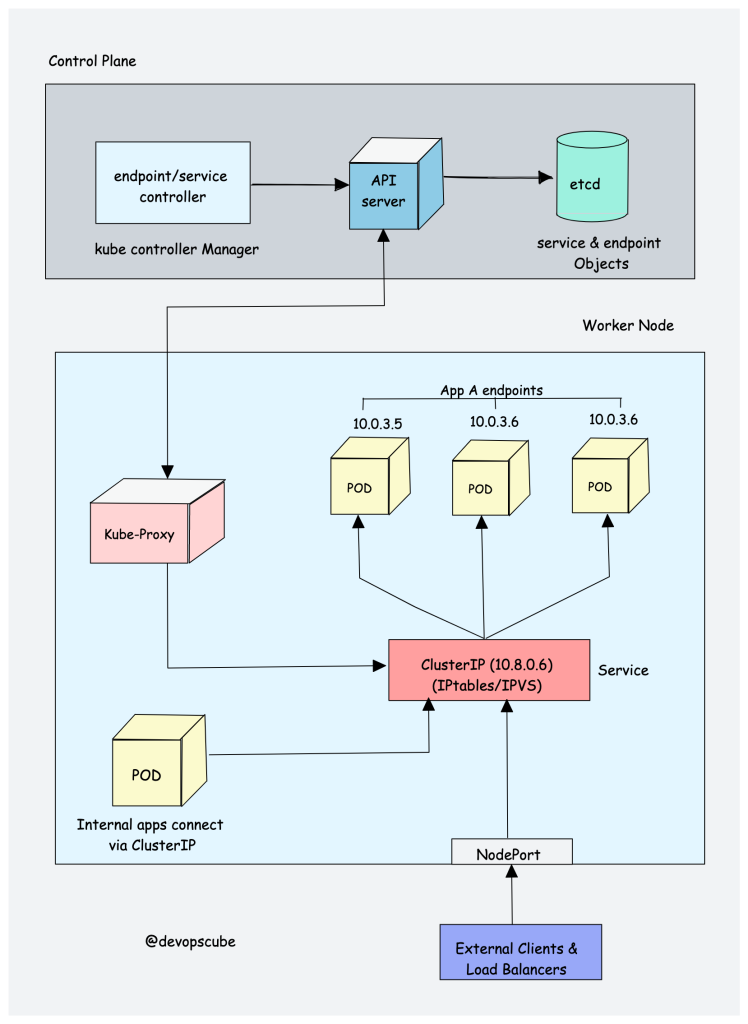 Control Plane
endpoint/service
controller
API
server
etcd
kube controller Manager
service & endpoint
Objects
Worker Node
App A endpoints
10.0.3.5
10.0.3.6
10.0.3.6
POD
POD
POD
Kube-Proxy
ClusterIP (10.8.0.6)
(IPtables/IPVS)
Service
POD
Internal apps connect
via ClusterIP
NodePort
@devopscube
External Clients &
Load Balancers